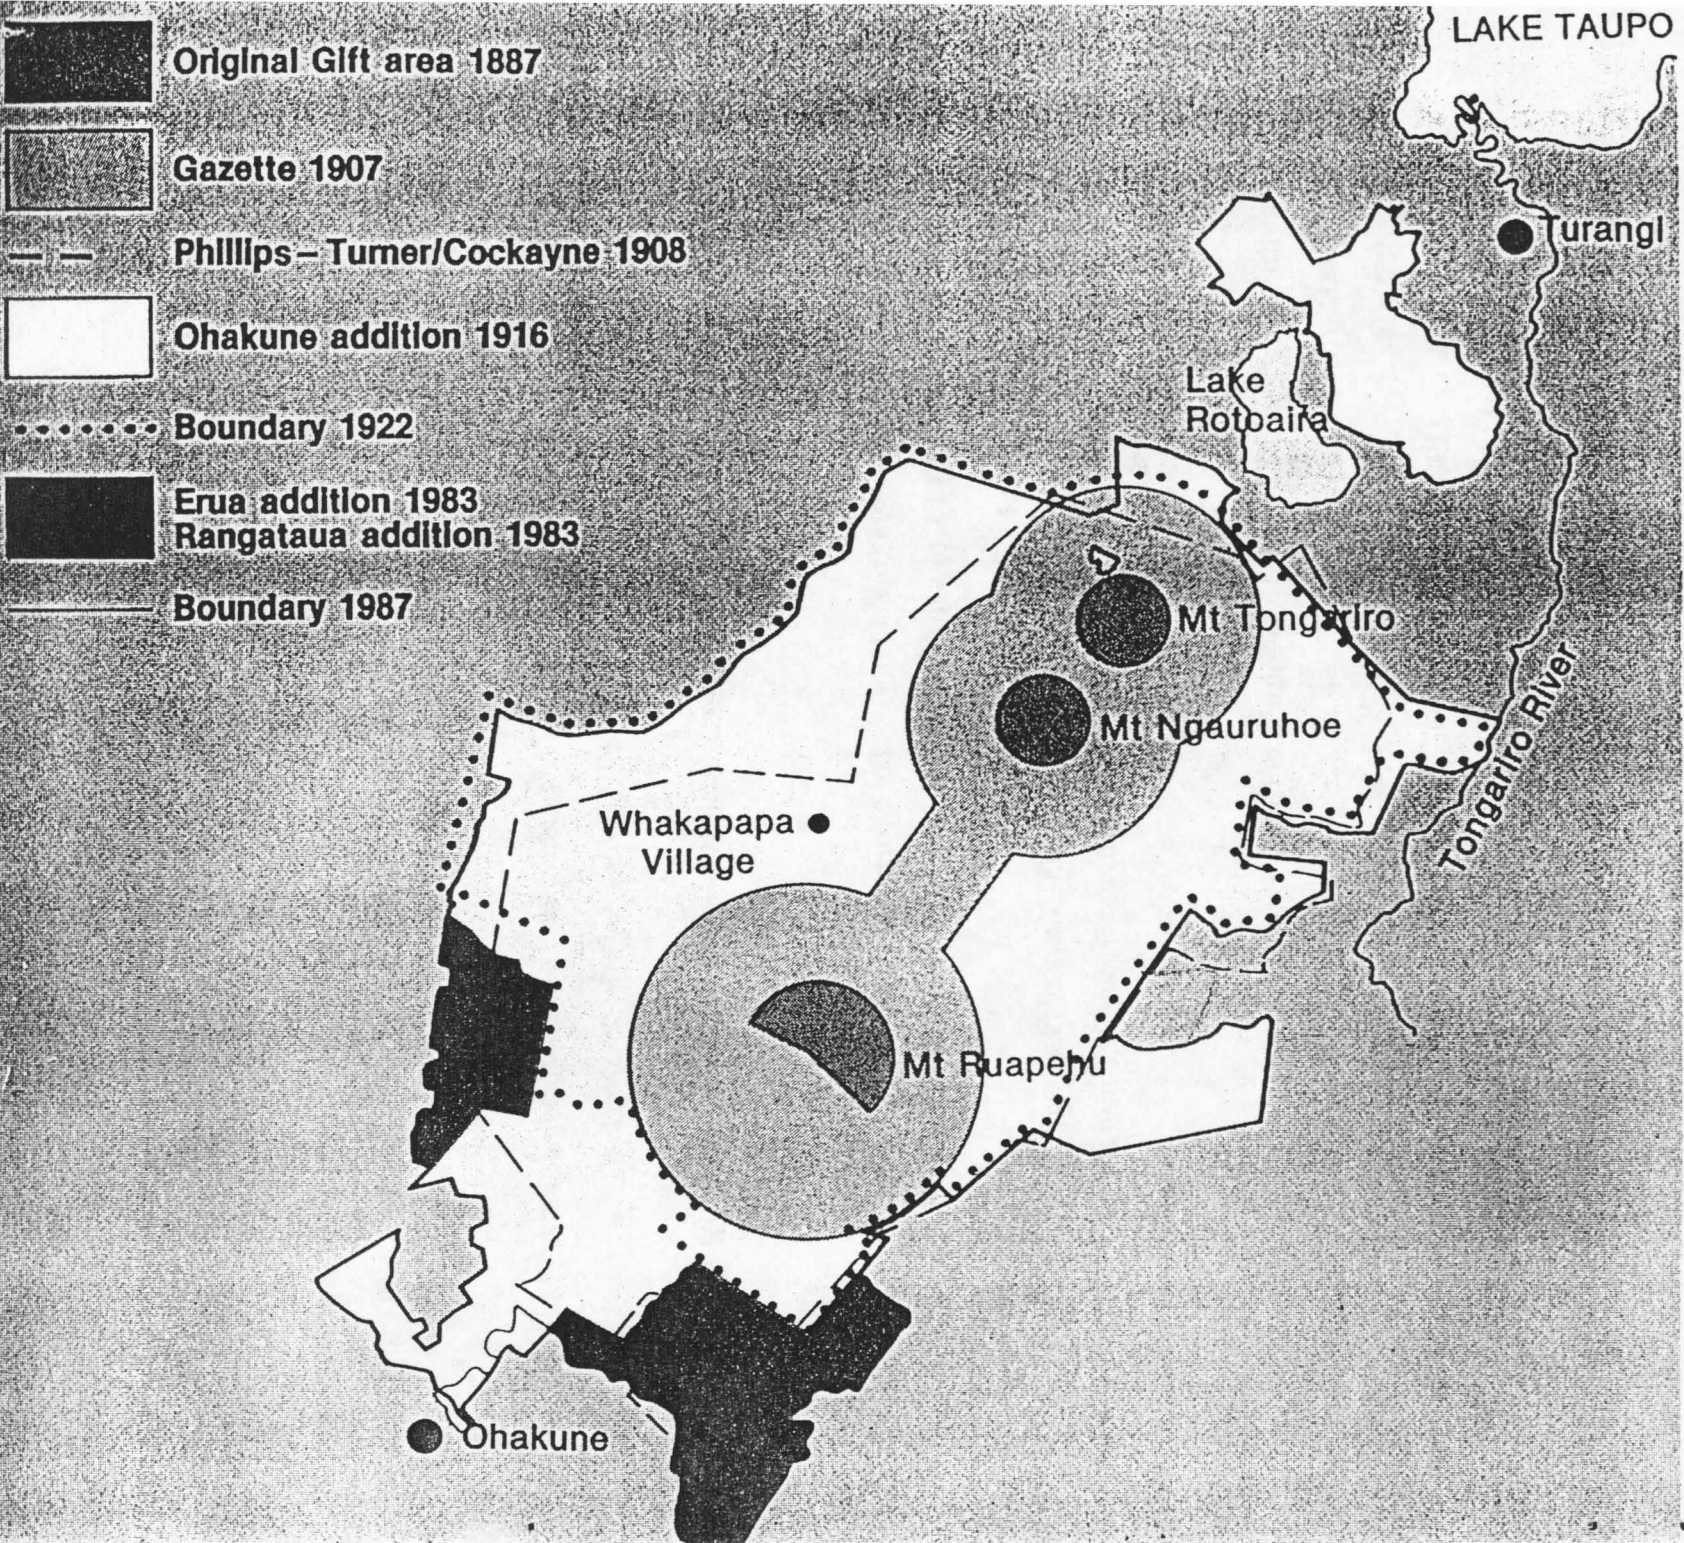 Original Gift area 1887
Gazette 1907
Phillips–Turner/Cockayne 1908
Ohakune addition 1916
Boundary 1922
Erua addition 1983
Rangataua addition 1983
Boundary 1987
LAKE TAUPO
Turangi
Lake
Rotoaira
Mt Tongariro
Mt Ngauruhoe
Tongariro River
Whakapapa
Village
Mt Ruapehu
Ohakune